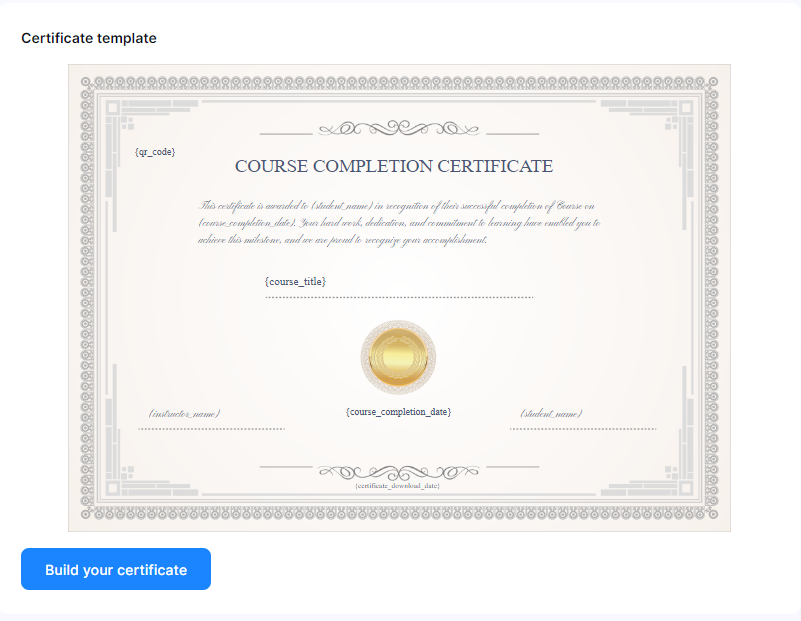 Certificate template
{qr_code}
COURSE COMPLETION CERTIFICATE
This certificate is awarded to {student_name} in recognition of their successful completion of Course on
{course_completion_date}. Your hard work, dedication, and commitment to learning have enabled you to
achieve this milestone, and we are proud to recognize your accomplishment.
{course_title}
{instructor_name}
{course_completion_date}
{student_name}
{certificate_download_date}
Build your certificate